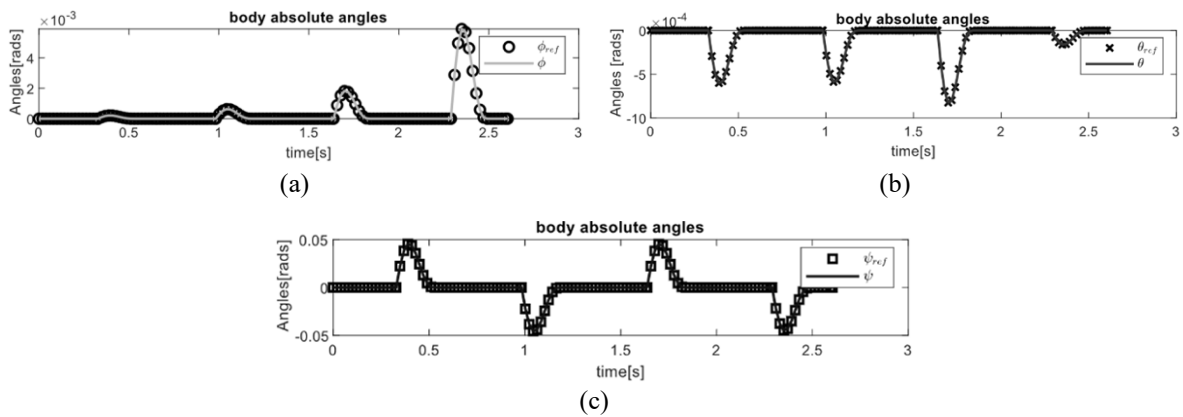 body absolute angles
×10⁻³
Angles[rads]
6
4
2
0
ϕ_ref
ϕ
0 0.5 1 1.5 2 2.5 3
time[s]
(a)
×10⁻⁴
body absolute angles
Angles [rads]
0
-5
-10
θ_ref
θ
0 0.5 1 1.5 2 2.5 3
time[s]
(b)
body absolute angles
Angles[rads]
0.05
0
-0.05
ψ_ref
ψ
0 0.5 1 1.5 2 2.5 3
time[s]
(c)